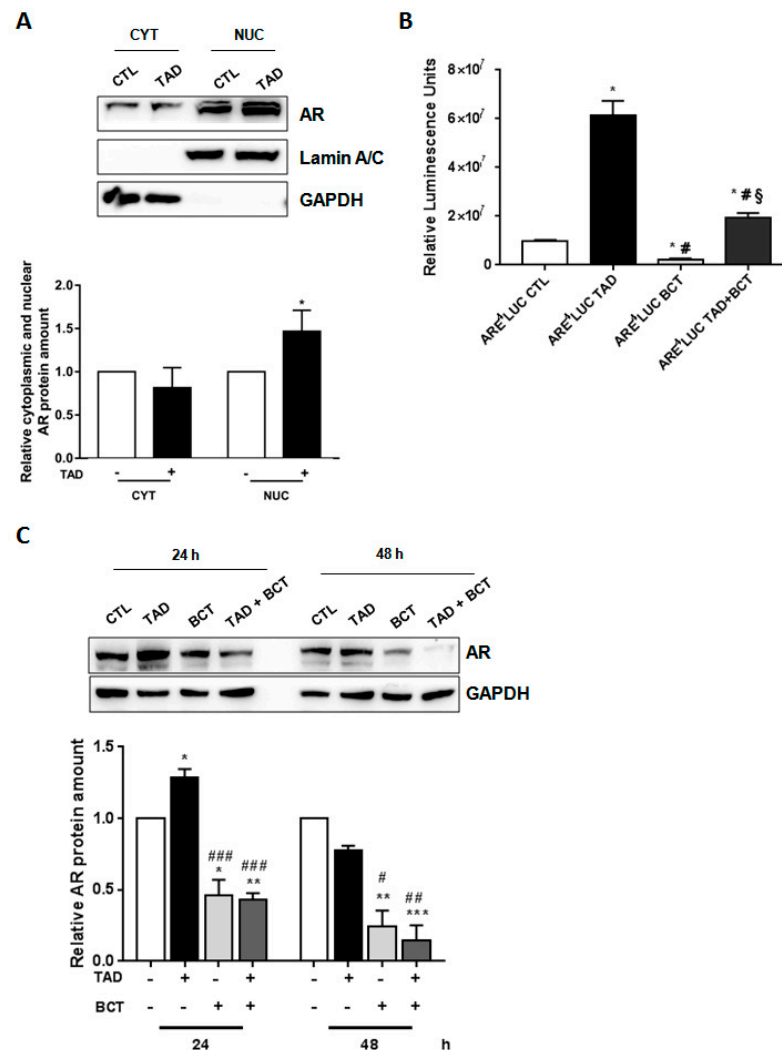 A
CYT NUC
CTL TAD CTL TAD
AR
Lamin A/C
GAPDH
Relative cytoplasmic and nuclear
AR protein amount
2.0
1.5
1.0
0.5
0.0
*
TAD - + - +
CYT NUC
B
Relative Luminescence Units
8×10⁷
6×10⁷
4×10⁷
2×10⁷
0
*
* #
* # §
ARE⁴LUC CTL
ARE⁴LUC TAD
ARE⁴LUC BCT
ARE⁴LUC TAD+BCT
C
24 h 48 h
CTL TAD BCT TAD + BCT CTL TAD BCT TAD + BCT
AR
GAPDH
Relative AR protein amount
1.5
1.0
0.5
0.0
*
### ### # ##
* ** ** ***
TAD - + - + - + - +
BCT - - + + - - + +
24 48 h